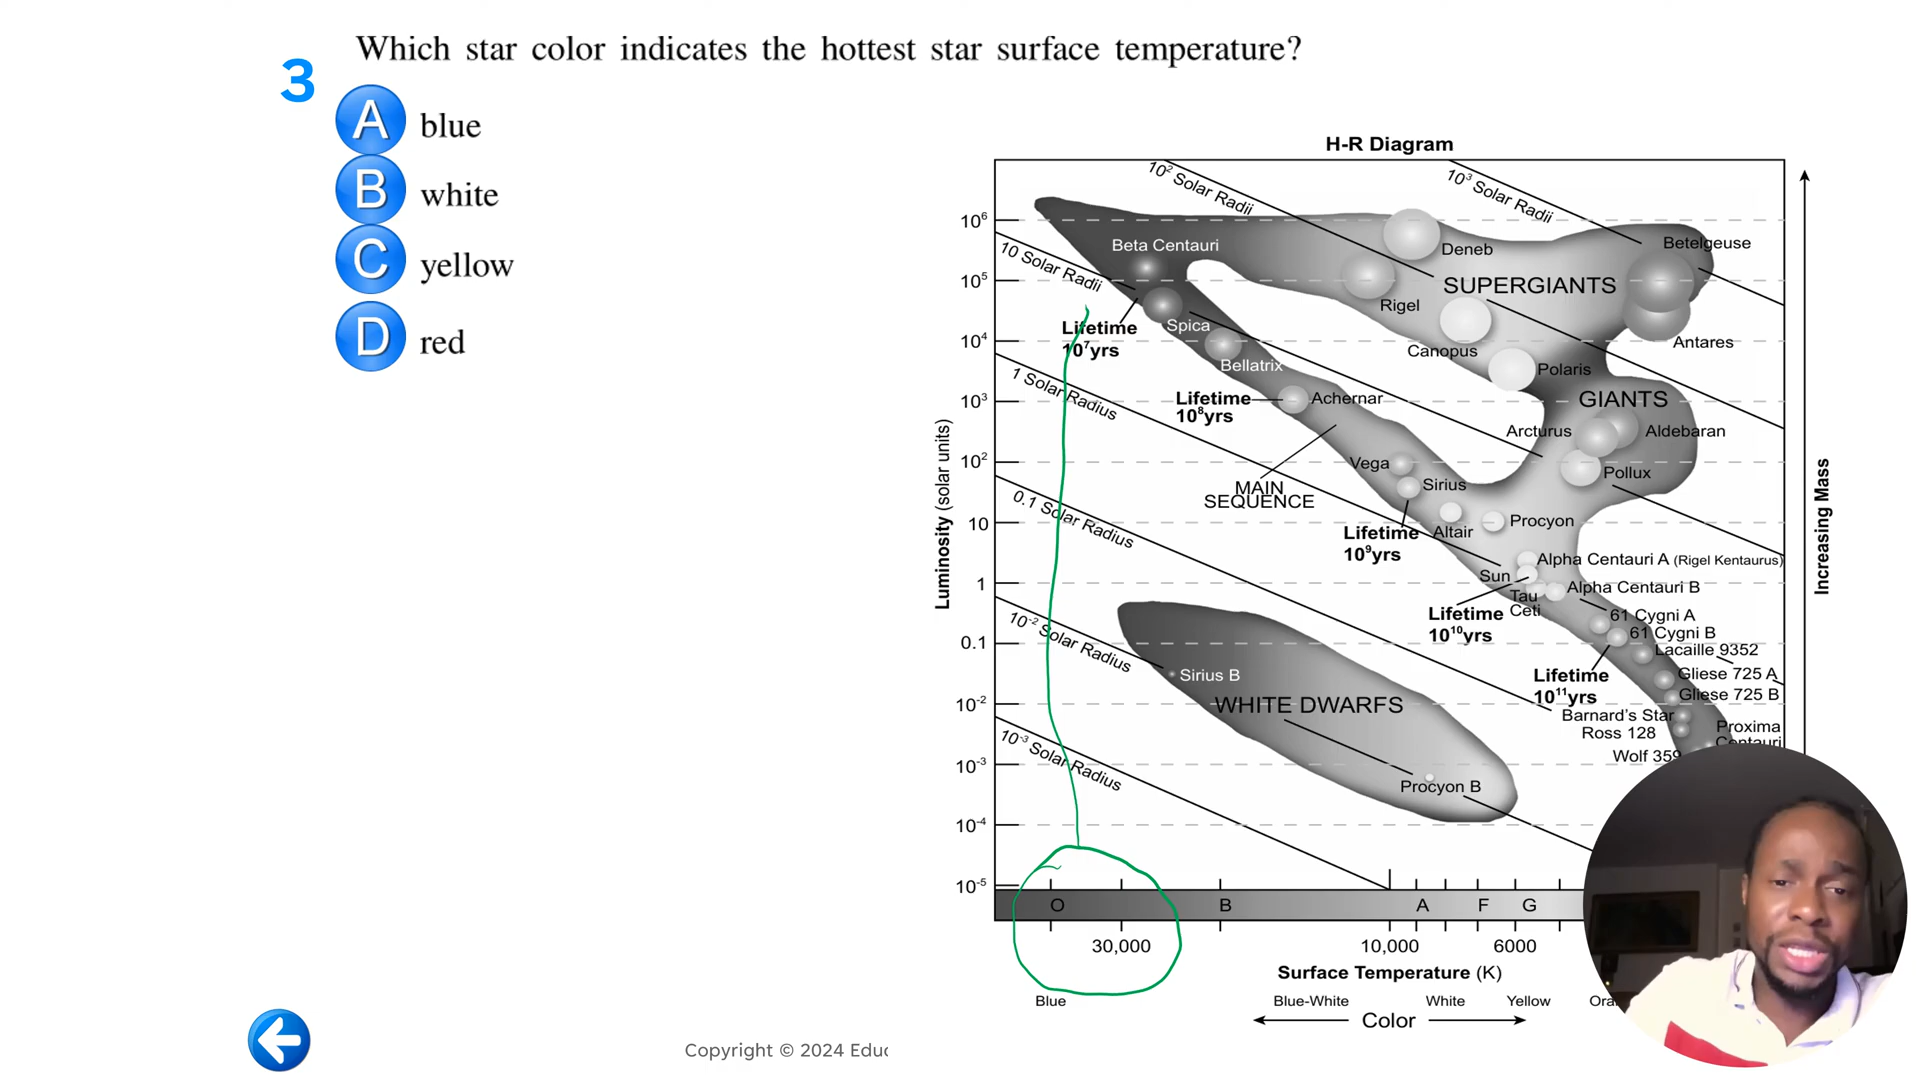 Which star color indicates the hottest star surface temperature?
3
A blue
B white
C yellow
D red
H-R Diagram
10² Solar Radii
10³ Solar Radii
10⁶
Beta Centauri
Deneb
Betelgeuse
10 Solar Radii
10⁵
SUPERGIANTS
Rigel
Lifetime
10⁷yrs
Spica
10⁴
Canopus
Antares
Bellatrix
Polaris
1 Solar Radius
10³
Lifetime
10⁸yrs
Achernar
GIANTS
Arcturus
Aldebaran
10²
Vega
Pollux
Sirius
MAIN
SEQUENCE
0.1 Solar Radius
10
Altair
Procyon
Lifetime
10⁹yrs
Alpha Centauri A (Rigel Kentaurus)
Sun
1
Alpha Centauri B
Tau
Ceti
Lifetime
10¹⁰yrs
61 Cygni A
61 Cygni B
10⁻² Solar Radius
0.1
Lacaille 9352
Sirius B
Lifetime
10¹¹yrs
Gliese 725 A
Gliese 725 B
10⁻²
WHITE DWARFS
Barnard’s Star
Ross 128
Proxima
Centauri
Wolf 359
10⁻³ Solar Radius
10⁻³
Procyon B
10⁻⁴
10⁻⁵
Luminosity (solar units)
Increasing Mass
O B A F G
30,000 10,000 6000
Surface Temperature (K)
Blue Blue-White White Yellow
Color
Copyright © 2024